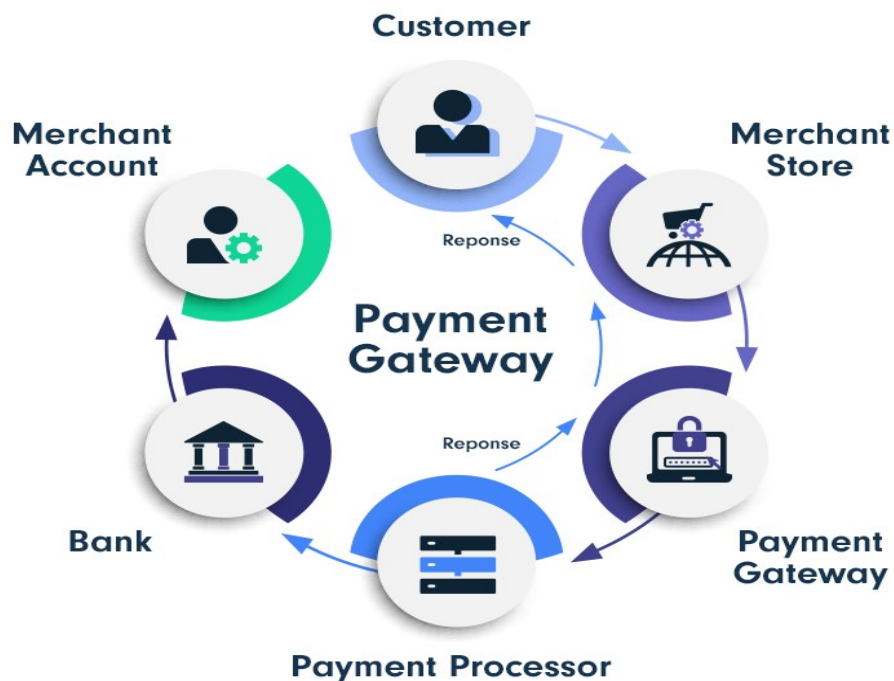 Customer
Merchant
Account
Merchant
Store
Reponse
Payment
Gateway
Reponse
Bank
Payment
Gateway
Payment Processor